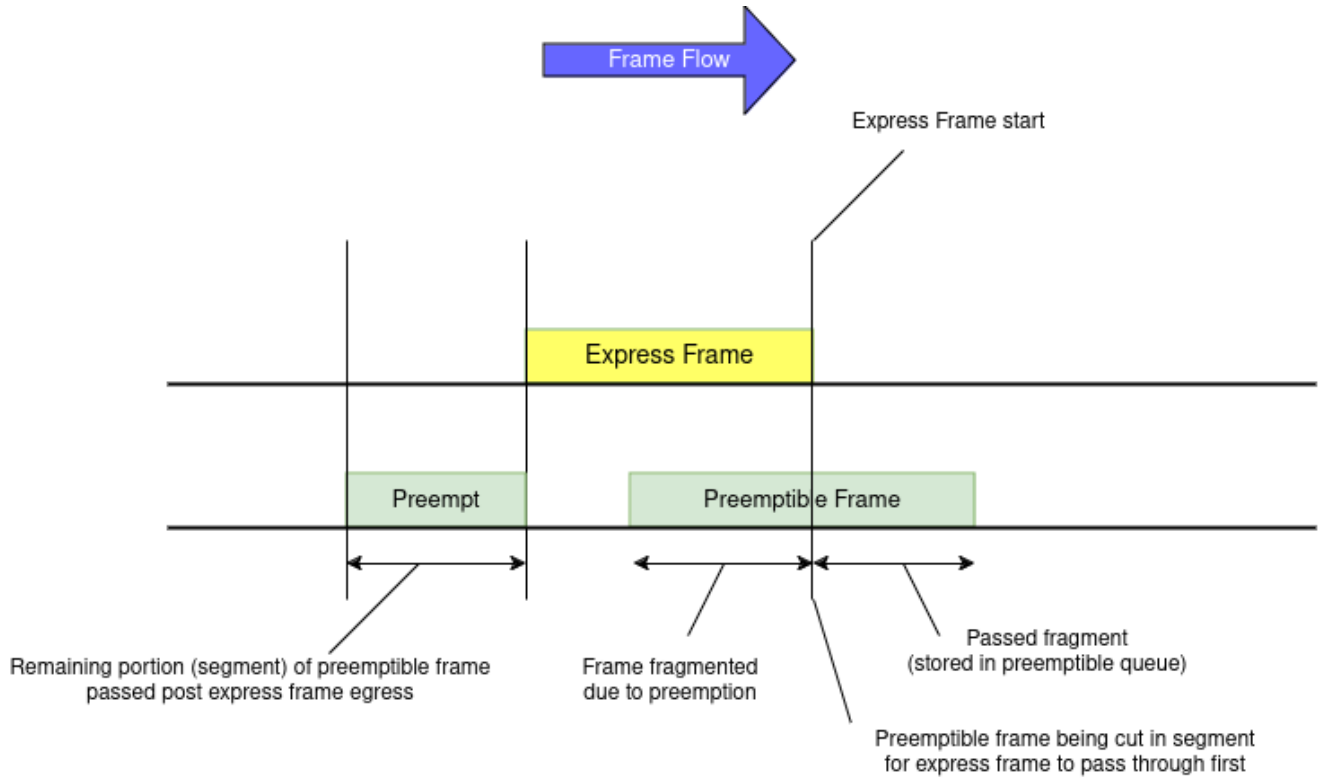 Frame Flow
Express Frame start
Express Frame
Preempt
Preemptible Frame
Remaining portion (segment) of preemptible frame
passed post express frame egress
Frame fragmented
due to preemption
Passed fragment
(stored in preemptible queue)
Preemptible frame being cut in segment
for express frame to pass through first